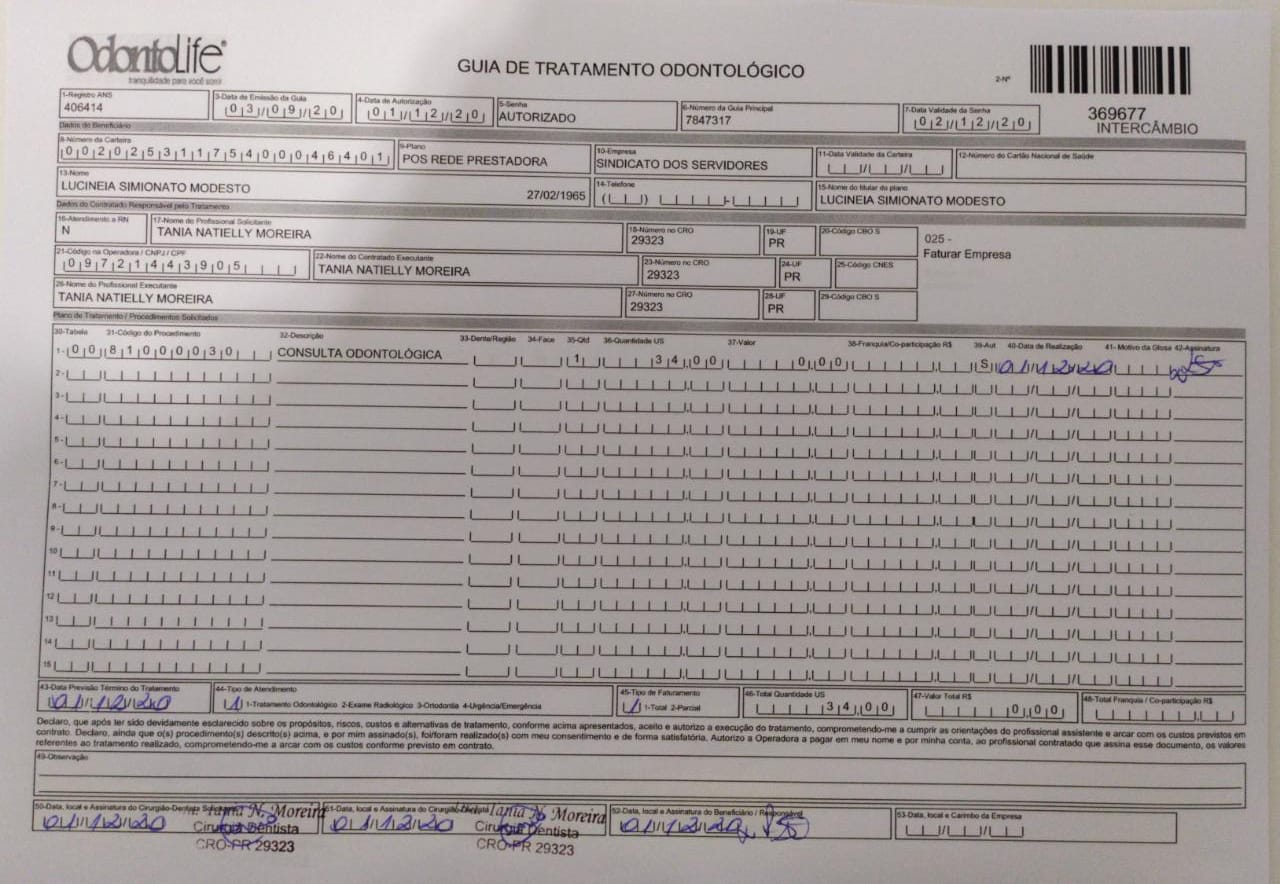 OdontoLife®
tranquilidade para você sorrir
GUIA DE TRATAMENTO ODONTOLÓGICO
2-Nº
369677
INTERCÂMBIO
1-Registro ANS
406414
3-Data de Emissão da Guia
03/09/20
4-Data de Autorização
01/12/20
5-Senha
AUTORIZADO
6-Número da Guia Principal
7847317
7-Data Validade da Senha
02/12/20
Dados do Beneficiário
8-Número da Carteira
00202531175400046401
9-Plano
POS REDE PRESTADORA
10-Empresa
SINDICATO DOS SERVIDORES
11-Data Validade da Carteira
12-Número do Cartão Nacional de Saúde
13-Nome
LUCINEIA SIMIONATO MODESTO 27/02/1965
14-Telefone
15-Nome do titular do plano
LUCINEIA SIMIONATO MODESTO
Dados do Contratado Responsável pelo Tratamento
16-Atendimento a RN
N
17-Nome do Profissional Solicitante
TANIA NATIELLY MOREIRA
18-Número no CRO
29323
19-UF
PR
20-Código CBO S
025 -
Faturar Empresa
21-Código na Operadora / CNPJ / CPF
09721443905
22-Nome do Contratado Executante
TANIA NATIELLY MOREIRA
23-Número no CRO
29323
24-UF
PR
25-Código CNES
26-Nome do Profissional Executante
TANIA NATIELLY MOREIRA
27-Número no CRO
29323
28-UF
PR
29-Código CBO S
Plano de Tratamento / Procedimentos Solicitados
30-Tabela 31-Código do Procedimento 32-Descrição 33-Dente/Região 34-Face 35-Qtd 36-Quantidade US 37-Valor 38-Franquia/Co-participação R$ 39-Aut 40-Data de Realização 41- Motivo da Glosa 42-Assinatura
1- 00 81000030 CONSULTA ODONTOLÓGICA 1 34,00 0,00 S 01/12/20
2-
3-
4-
5-
6-
7-
8-
9-
10
11
12
13
14
15
43-Data Previsão Término do Tratamento
01/12/20
44-Tipo de Atendimento
1 1-Tratamento Odontológico 2-Exame Radiológico 3-Ortodontia 4-Urgência/Emergência
45-Tipo de Faturamento
1 1-Total 2-Parcial
46-Total Quantidade US
34,00
47-Valor Total R$
0,00
48-Total Franquia / Co-participação R$
Declaro, que após ter sido devidamente esclarecido sobre os propósitos, riscos, custos e alternativas de tratamento, conforme acima apresentados, aceito e autorizo a execução do tratamento, comprometendo-me a cumprir as orientações do profissional assistente e arcar com os custos previstos em
contrato. Declaro, ainda que o(s) procedimento(s) descrito(s) acima, e por mim assinado(s), foi/foram realizado(s) com meu consentimento e de forma satisfatória. Autorizo a Operadora a pagar em meu nome e por minha conta, ao profissional contratado que assina esse documento, os valores
referentes ao tratamento realizado, comprometendo-me a arcar com os custos conforme previsto em contrato.
49-Observação
50-Data, local e Assinatura do Cirurgião-Dentista Solicitante
01/12/20
Tania N. Moreira
Cirurgiã Dentista
CRO-PR 29323
51-Data, local e Assinatura do Cirurgião-Dentista
01/12/20
Tania N. Moreira
Cirurgiã Dentista
CRO-PR 29323
52-Data, local e Assinatura do Beneficiário / Responsável
01/12/20
53-Data, local e Carimbo da Empresa